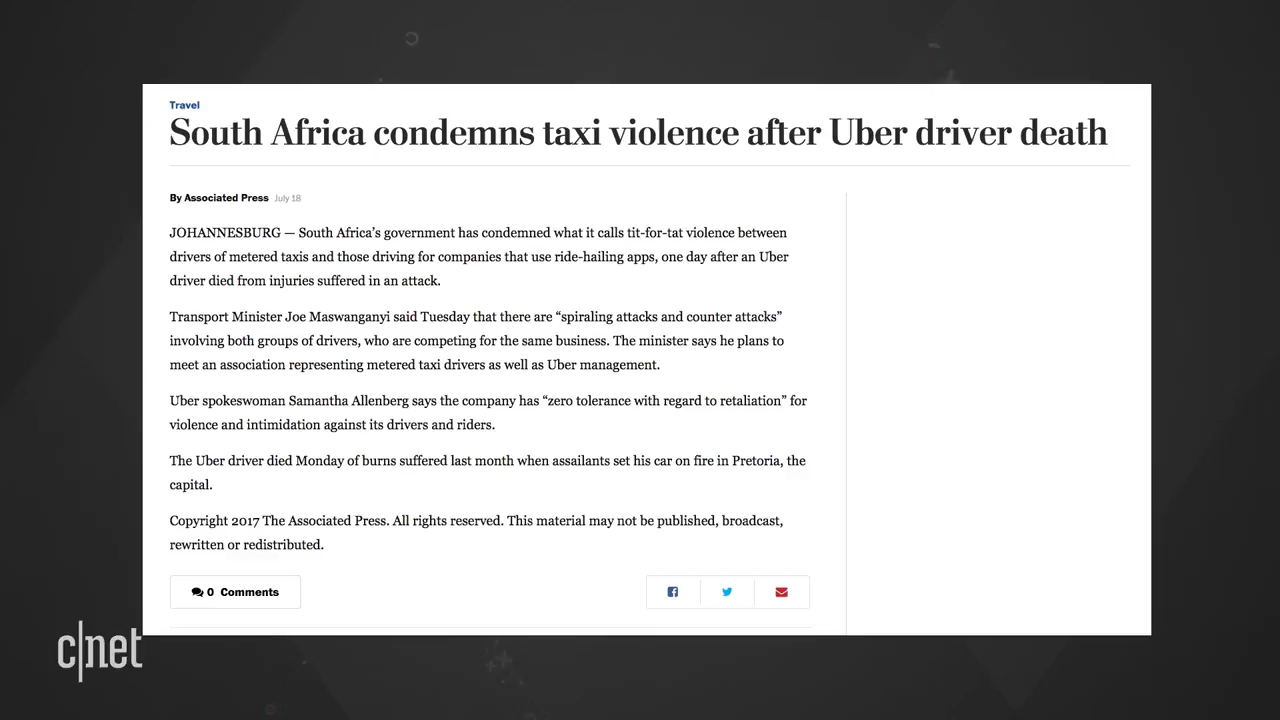 Travel
South Africa condemns taxi violence after Uber driver death
By Associated Press July 18
JOHANNESBURG — South Africa’s government has condemned what it calls tit-for-tat violence between
drivers of metered taxis and those driving for companies that use ride-hailing apps, one day after an Uber
driver died from injuries suffered in an attack.
Transport Minister Joe Maswanganyi said Tuesday that there are “spiraling attacks and counter attacks”
involving both groups of drivers, who are competing for the same business. The minister says he plans to
meet an association representing metered taxi drivers as well as Uber management.
Uber spokeswoman Samantha Allenberg says the company has “zero tolerance with regard to retaliation” for
violence and intimidation against its drivers and riders.
The Uber driver died Monday of burns suffered last month when assailants set his car on fire in Pretoria, the
capital.
Copyright 2017 The Associated Press. All rights reserved. This material may not be published, broadcast,
rewritten or redistributed.
0 Comments
c|net